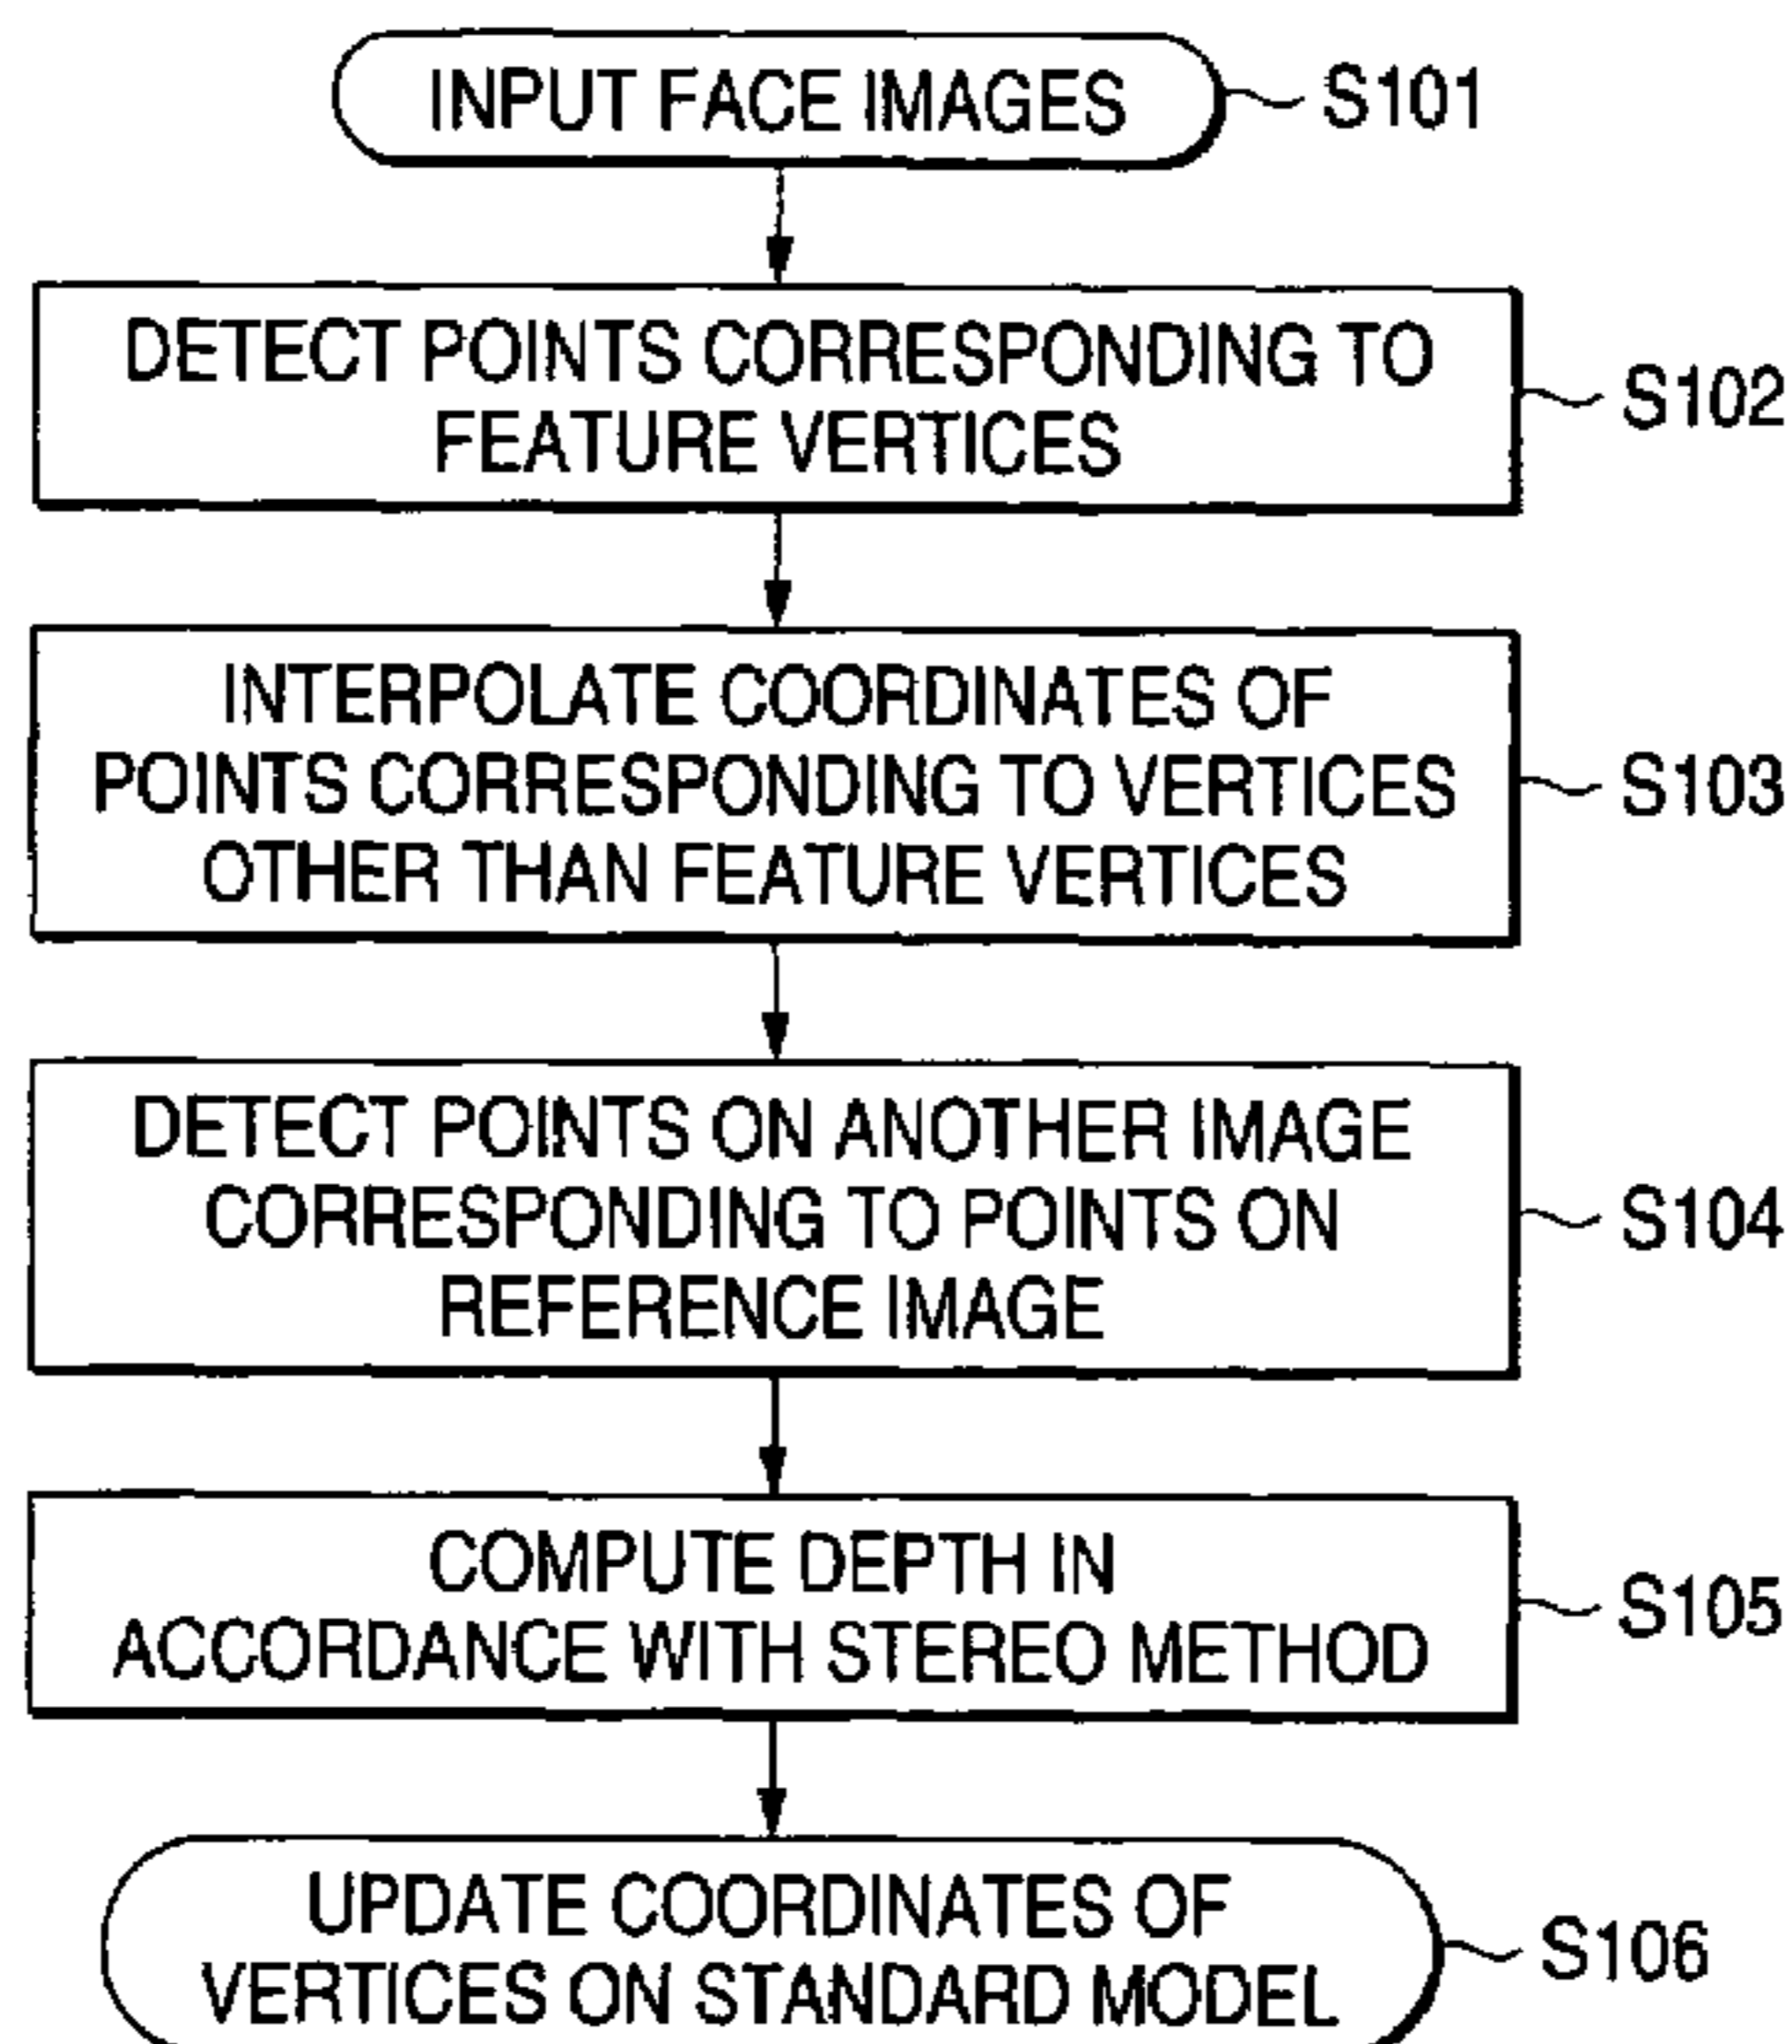 INPUT FACE IMAGES
S101
DETECT POINTS CORRESPONDING TO
FEATURE VERTICES
S102
INTERPOLATE COORDINATES OF
POINTS CORRESPONDING TO VERTICES
OTHER THAN FEATURE VERTICES
S103
DETECT POINTS ON ANOTHER IMAGE
CORRESPONDING TO POINTS ON
REFERENCE IMAGE
S104
COMPUTE DEPTH IN
ACCORDANCE WITH STEREO METHOD
S105
UPDATE COORDINATES OF
VERTICES ON STANDARD MODEL
S106